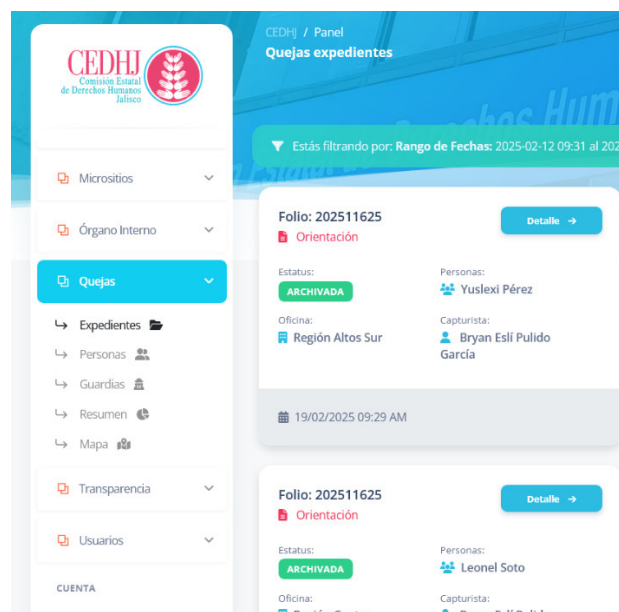 CEDHJ
Comisión Estatal
de Derechos Humanos
Jalisco
Micrositios
Órgano Interno
Quejas
Expedientes
Personas
Guardias
Resumen
Mapa
Transparencia
Usuarios
CUENTA
CEDHJ / Panel
Quejas expedientes
Estás filtrando por: Rango de Fechas: 2025-02-12 09:31 al 202
Folio: 202511625
Detalle
Orientación
Estatus:
Personas:
ARCHIVADA
Yuslexi Pérez
Oficina:
Capturista:
Región Altos Sur
Bryan Eslí Pulido
García
19/02/2025 09:29 AM
Folio: 202511625
Detalle
Orientación
Estatus:
Personas:
ARCHIVADA
Leonel Soto
Oficina:
Capturista: